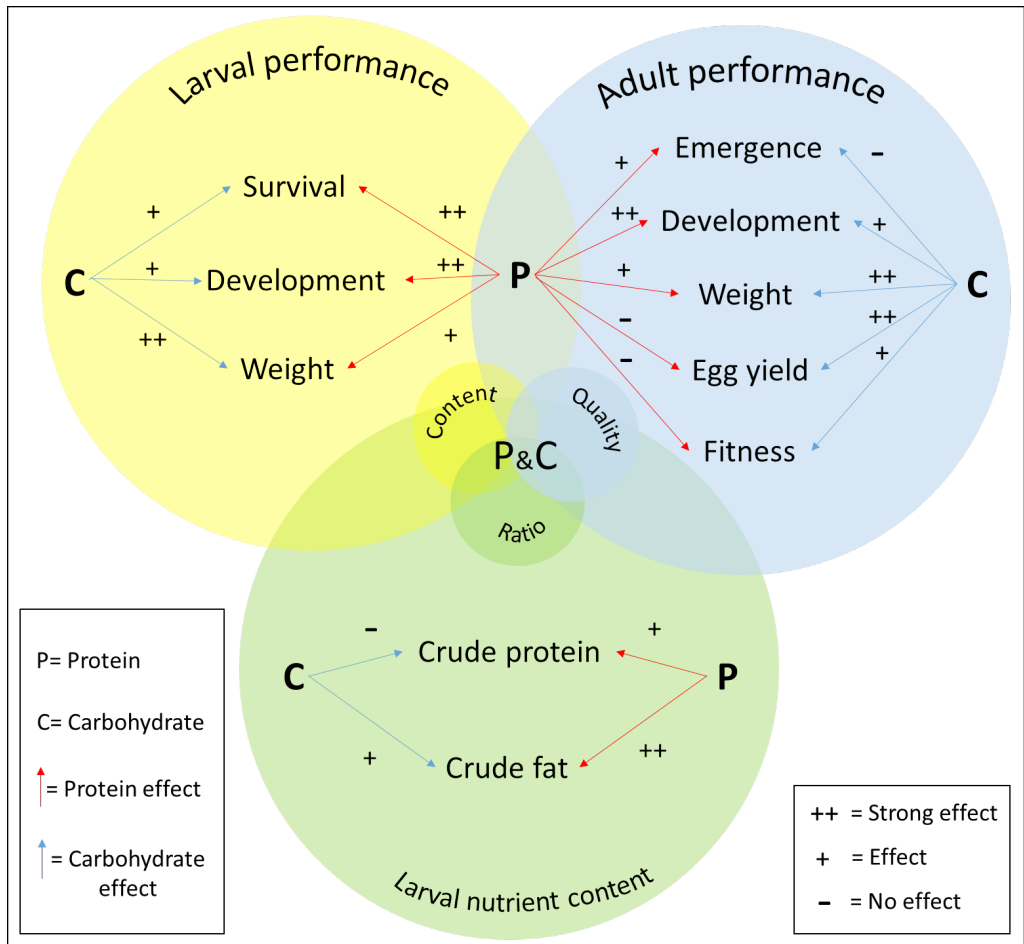 Larval performance
Adult performance
Survival
Development
Weight
C
+
+
++
++
++
+
P
+
++
+
–
–
Emergence
Development
Weight
Egg yield
Fitness
–
+
++
++
+
C
Content
Quality
P&C
Ratio
C
–
+
Crude protein
Crude fat
+
++
P
Larval nutrient content
P= Protein
C= Carbohydrate
= Protein effect
= Carbohydrate
effect
++ = Strong effect
+ = Effect
– = No effect